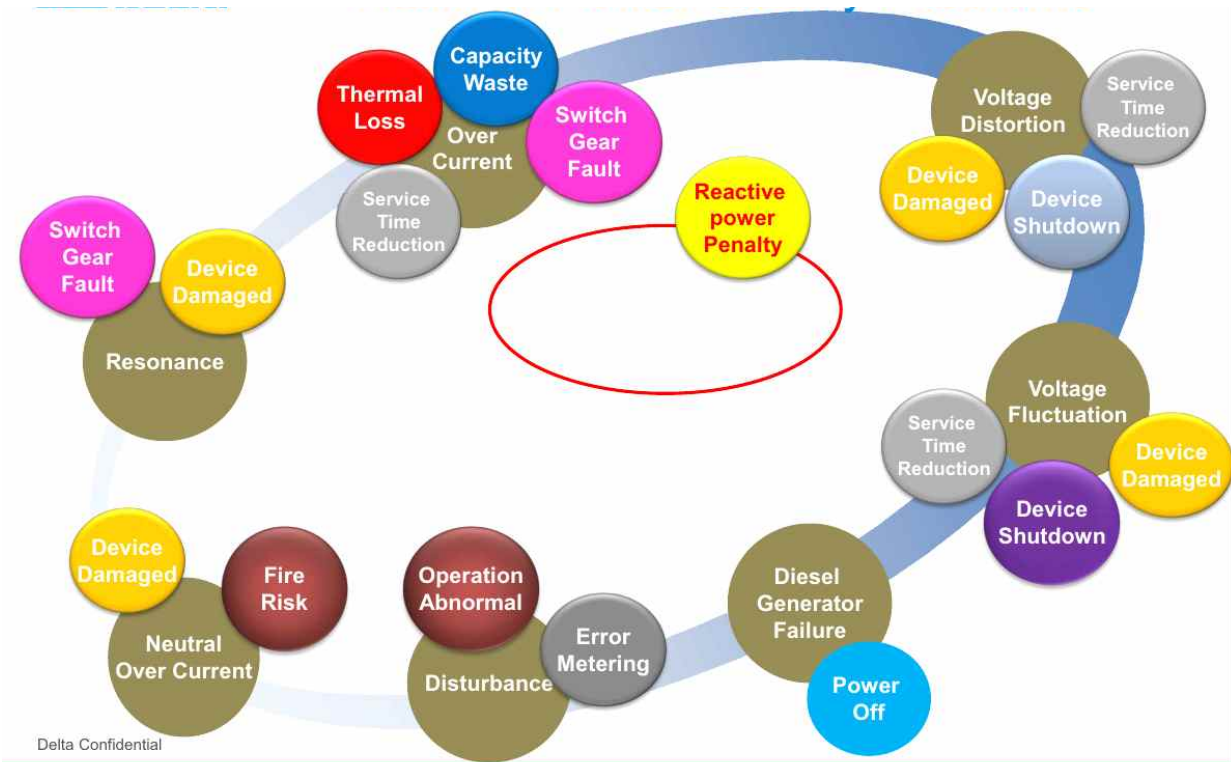 Capacity
Waste
Thermal
Loss
Over
Current
Switch
Gear
Fault
Service
Time
Reduction
Voltage
Distortion
Service
Time
Reduction
Device
Damaged
Device
Shutdown
Reactive
power
Penalty
Switch
Gear
Fault
Device
Damaged
Resonance
Voltage
Fluctuation
Service
Time
Reduction
Device
Damaged
Device
Shutdown
Device
Damaged
Fire
Risk
Neutral
Over Current
Operation
Abnormal
Error
Metering
Disturbance
Diesel
Generator
Failure
Power
Off
Delta Confidential